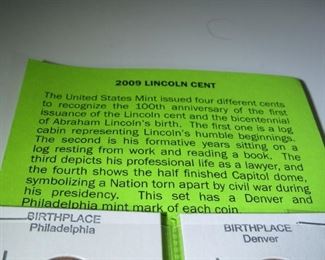 2009 LINCOLN CENT
The United States Mint issued four different cents
to recognize the 100th anniversary of the first
issuance of the Lincoln cent and the bicentennial
of Abraham Lincoln's birth. The first one is a log
cabin representing Lincoln's humble beginnings.
The second is his formative years sitting on a
log resting from work and reading a book. The
third depicts his professional life as a lawyer, and
the fourth shows the half finished Capitol dome,
symbolizing a Nation torn apart by civil war during
his presidency. This set has a Denver and
Philadelphia mint mark of each coin.
BIRTHPLACE
Philadelphia
BIRTHPLACE
Denver